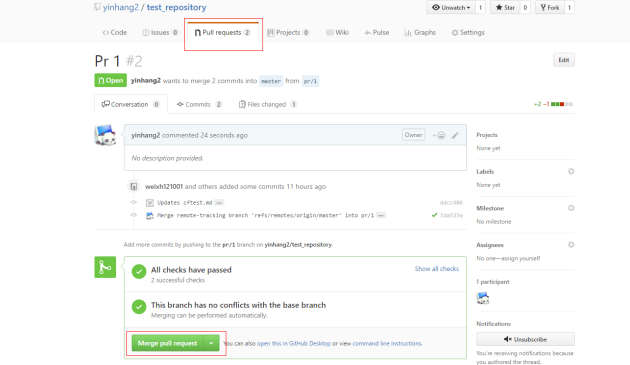 yinhang2 / test_repository
Unwatch 1 Star 0 Fork 1
Code Issues 0 Pull requests 2 Projects 0 Wiki Pulse Graphs Settings
Pr 1 #2
Edit
Open yinhang2 wants to merge 2 commits into master from pr/1
Conversation 0 Commits 2 Files changed 1
+2 −1
yinhang2 commented 24 seconds ago
Owner
No description provided.
weixh121001 and others added some commits 11 hours ago
Updates cftest.md
ddcc406
Merge remote-tracking branch 'refs/remotes/origin/master' into pr/1
Add more commits by pushing to the pr/1 branch on yinhang2/test_repository.
All checks have passed
2 successful checks
Show all checks
This branch has no conflicts with the base branch
Merging can be performed automatically.
Merge pull request
You can also open this in GitHub Desktop or view command line instructions.
Projects
None yet
Labels
None yet
Milestone
No milestone
Assignees
No one—assign yourself
1 participant
Notifications
Unsubscribe
You're receiving notifications because
you authored the thread.